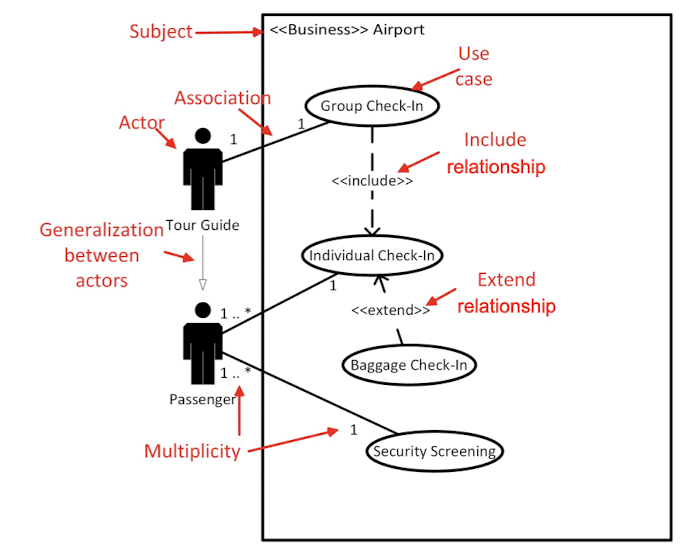 Subject
<<Business>> Airport
Use
case
Association
Group Check-In
Actor
1
1
Include
relationship
<<include>>
Tour Guide
Generalization
between
actors
Individual Check-In
1
Extend
relationship
<<extend>>
1 .. *
Baggage Check-In
1 .. *
Passenger
1
Multiplicity
Security Screening